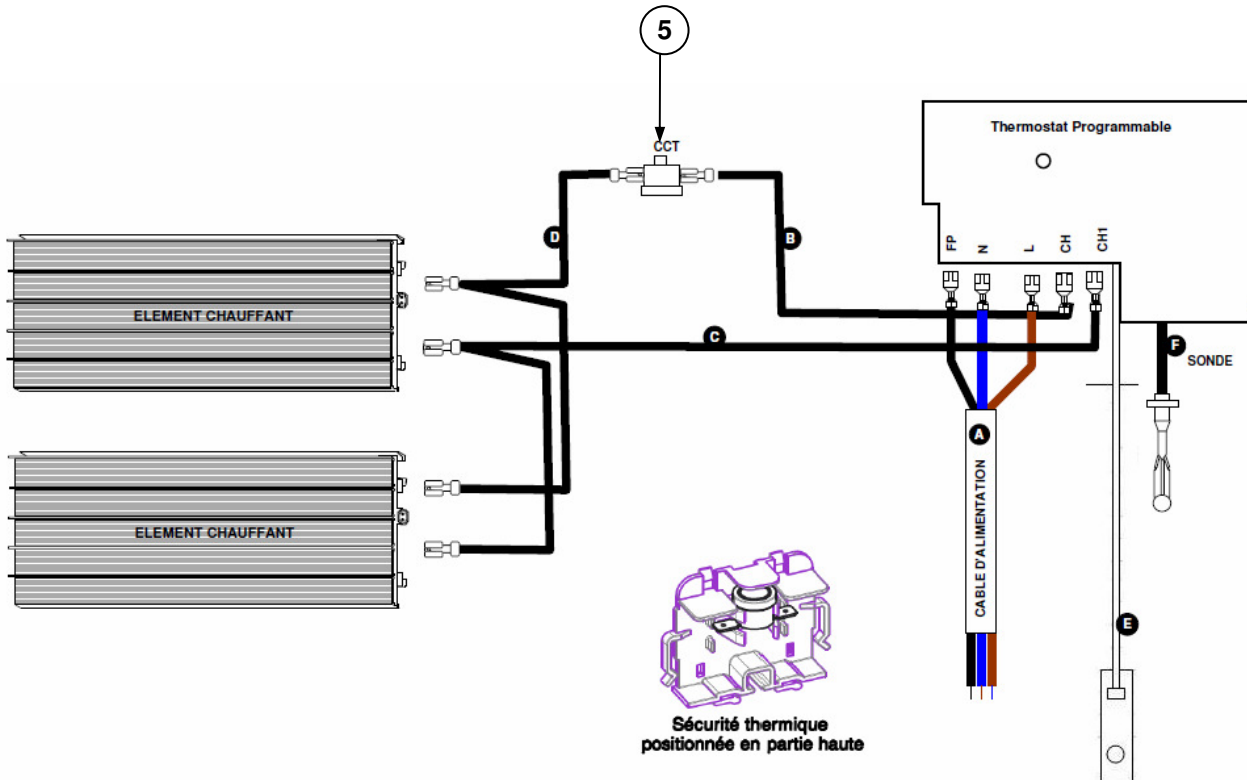 5
CCT
Thermostat Programmable
FP
N
L
CH
CH1
D
B
ELEMENT CHAUFFANT
C
F
SONDE
A
CABLE D'ALIMENTATION
ELEMENT CHAUFFANT
E
Sécurité thermique
positionnée en partie haute